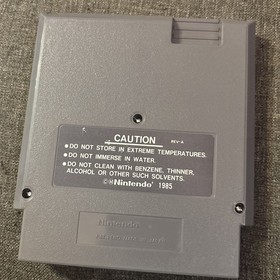 CAUTION
REV-A
•DO NOT STORE IN EXTREME TEMPERATURES.
•DO NOT IMMERSE IN WATER.
•DO NOT CLEAN WITH BENZENE, THINNER,
ALCOHOL OR OTHER SUCH SOLVENTS.
©®Nintendo® 1985
Nintendo